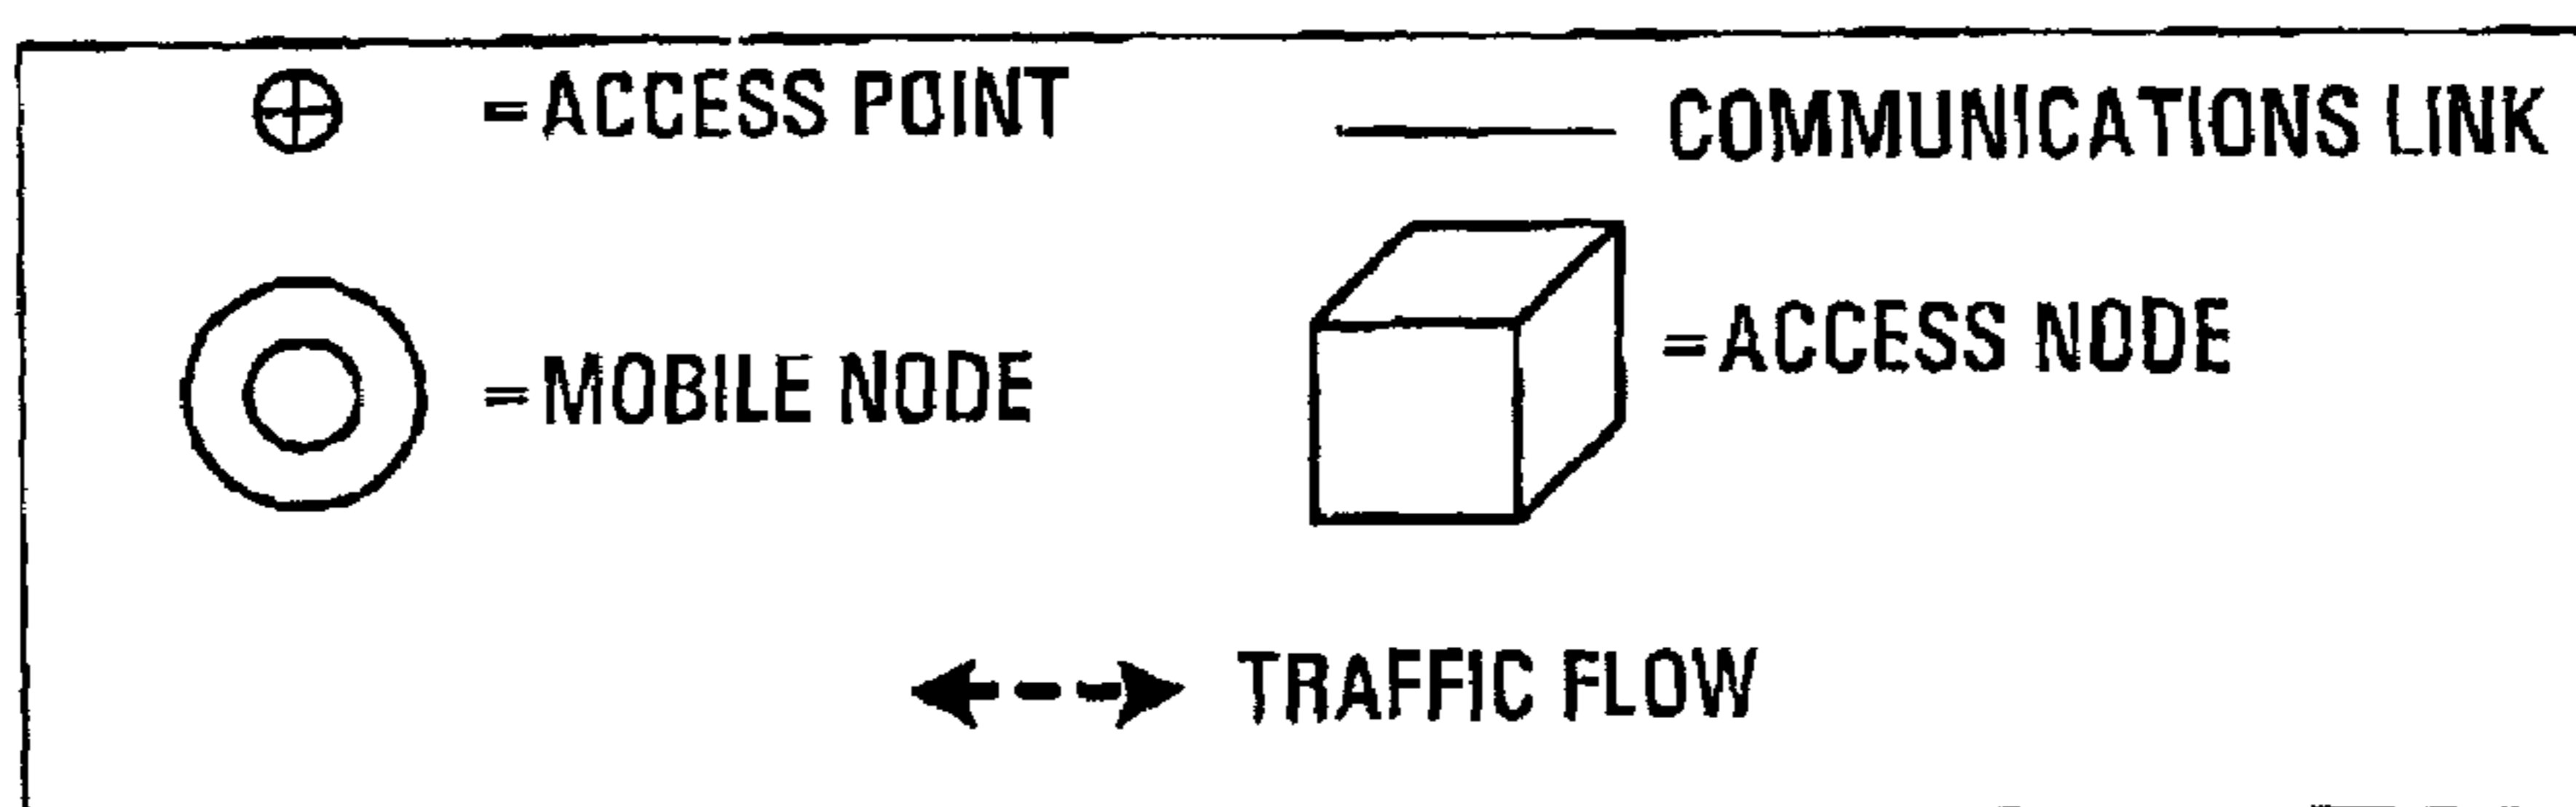 =ACCESS POINT
COMMUNICATIONS LINK
=MOBILE NODE
=ACCESS NODE
TRAFFIC FLOW